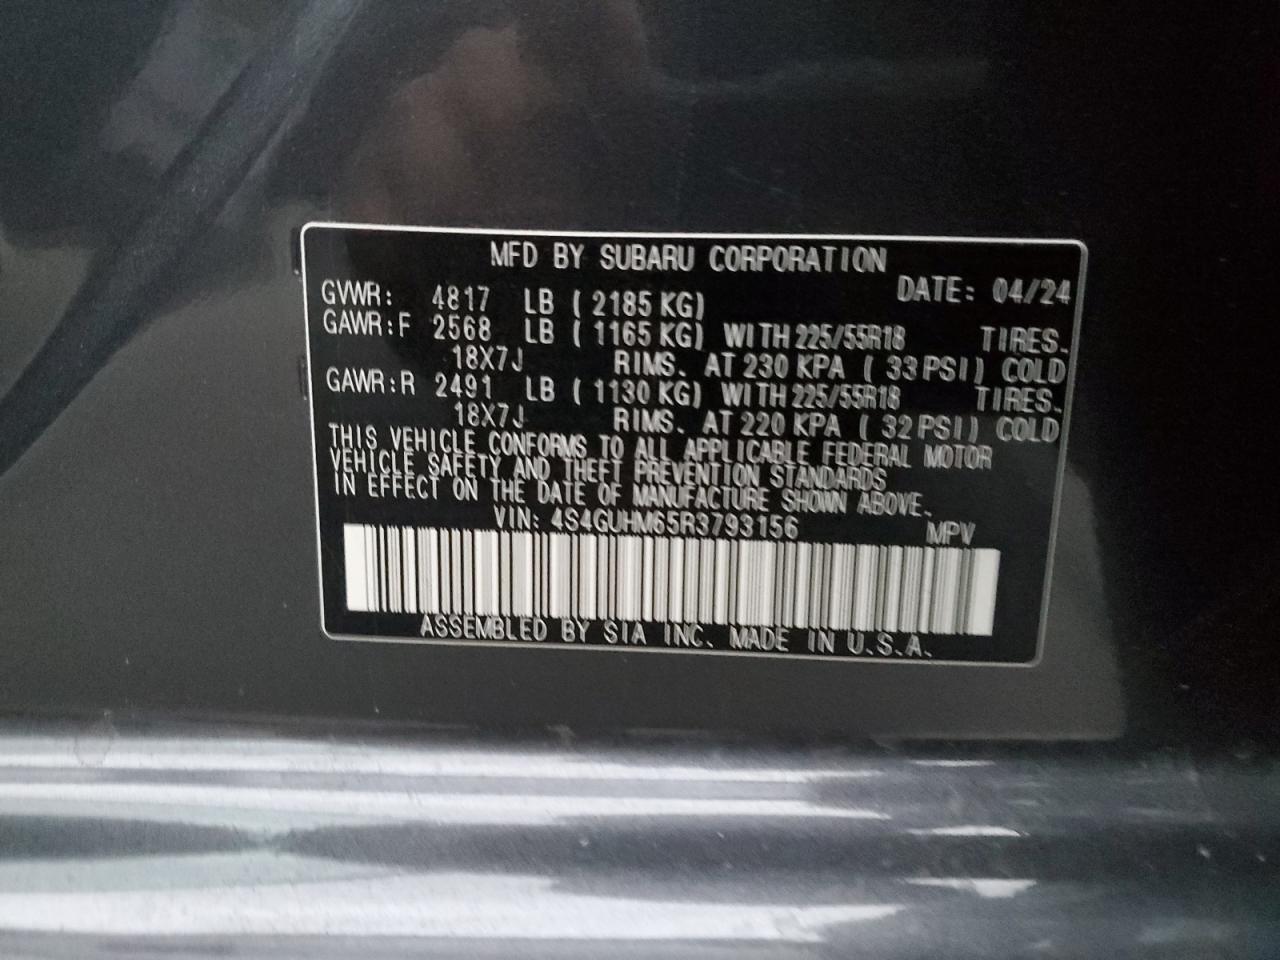 MFD BY SUBARU CORPORATION
GVWR: 4817 LB ( 2185 KG) DATE: 04/24
GAWR:F 2568 LB ( 1165 KG) WITH 225/55R18 TIRES.
18X7J RIMS. AT 230 KPA ( 33 PSI) COLD
GAWR:R 2491 LB ( 1130 KG) WITH 225/55R18 TIRES.
18X7J RIMS. AT 220 KPA ( 32 PSI) COLD
THIS VEHICLE CONFORMS TO ALL APPLICABLE FEDERAL MOTOR
VEHICLE SAFETY AND THEFT PREVENTION STANDARDS
IN EFFECT ON THE DATE OF MANUFACTURE SHOWN ABOVE.
VIN: 4S4GUHM65R3793156 MPV
ASSEMBLED BY SIA INC. MADE IN U.S.A.